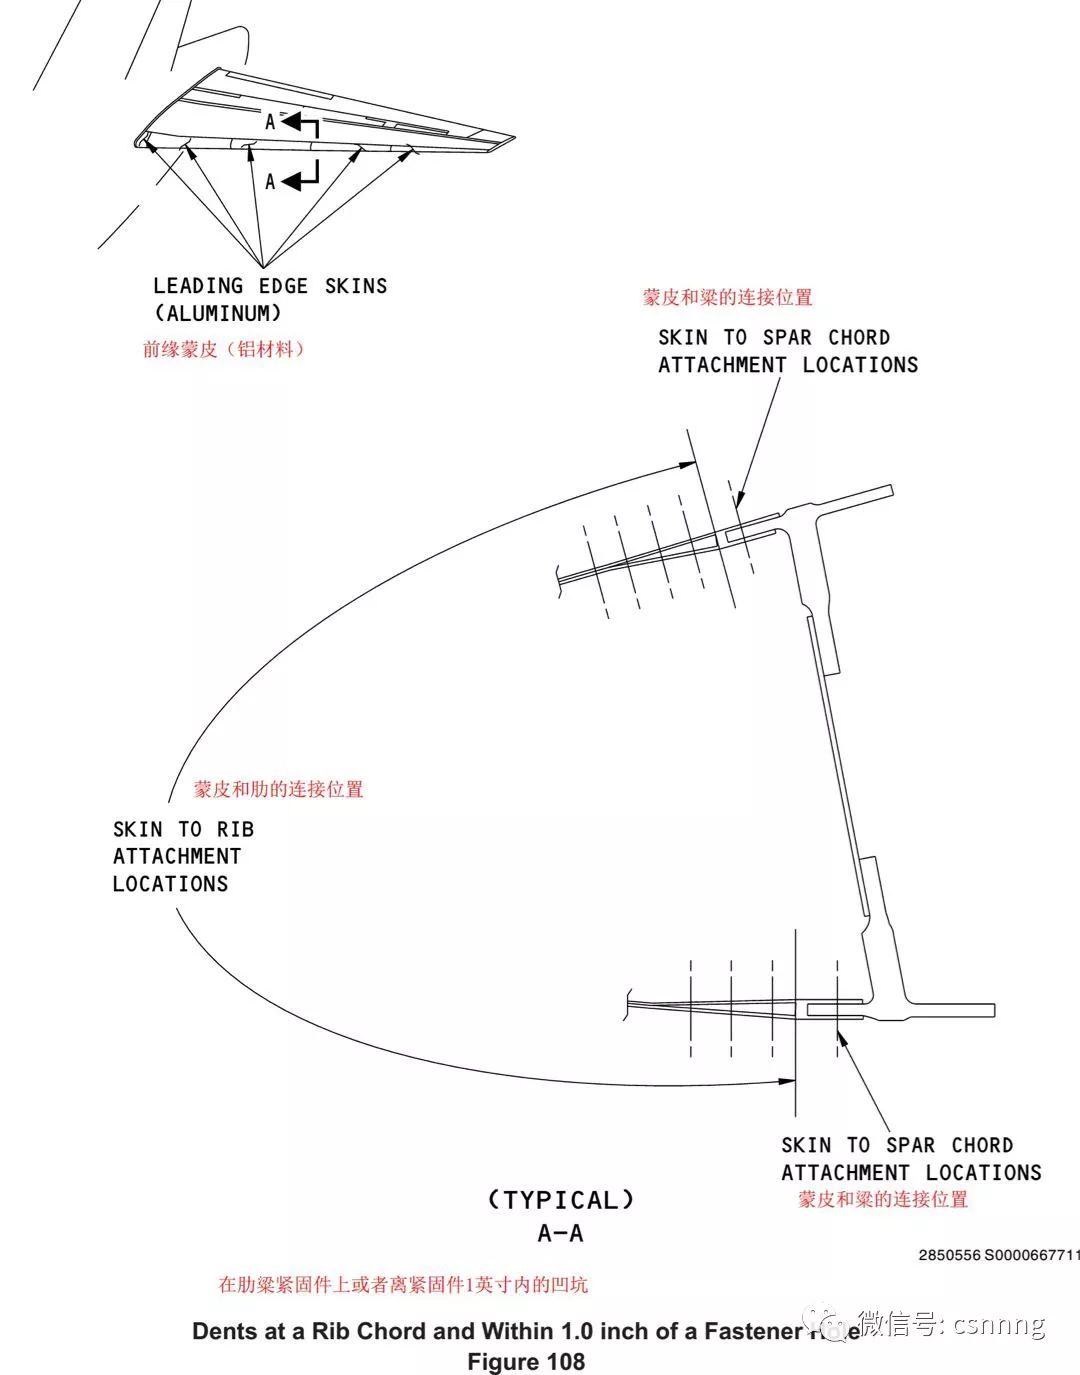 A
A
LEADING EDGE SKINS
(ALUMINUM)
前缘蒙皮（铝材料）
蒙皮和梁的连接位置
SKIN TO SPAR CHORD
ATTACHMENT LOCATIONS
蒙皮和肋的连接位置
SKIN TO RIB
ATTACHMENT
LOCATIONS
SKIN TO SPAR CHORD
ATTACHMENT LOCATIONS
蒙皮和梁的连接位置
(TYPICAL)
A-A
2850556 S0000667711
在肋梁紧固件上或者离紧固件1英寸内的凹坑
Dents at a Rib Chord and Within 1.0 inch of a Fastener Hole
Figure 108
微信号: csnnng